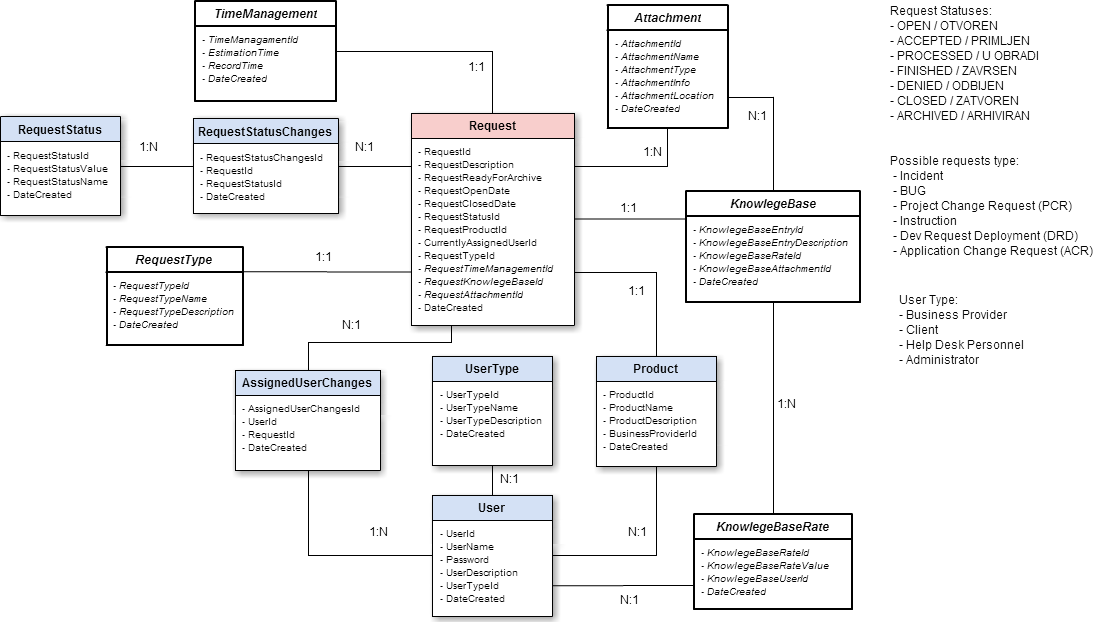 TimeManagement
- TimeManagamentId
- EstimationTime
- RecordTime
- DateCreated
Attachment
- AttachmentId
- AttachmentName
- AttachmentType
- AttachmentInfo
- AttachmentLocation
- DateCreated
Request Statuses:
- OPEN / OTVOREN
- ACCEPTED / PRIMLJEN
- PROCESSED / U OBRADI
- FINISHED / ZAVRSEN
- DENIED / ODBIJEN
- CLOSED / ZATVOREN
- ARCHIVED / ARHIVIRAN
1:1
N:1
RequestStatus
- RequestStatusId
- RequestStatusValue
- RequestStatusName
- DateCreated
1:N
RequestStatusChanges
- RequestStatusChangesId
- RequestId
- RequestStatusId
- DateCreated
N:1
Request
- RequestId
- RequestDescription
- RequestReadyForArchive
- RequestOpenDate
- RequestClosedDate
- RequestStatusId
- RequestProductId
- CurrentlyAssignedUserId
- RequestTypeId
- RequestTimeManagementId
- RequestKnowlegeBaseId
- RequestAttachmentId
- DateCreated
1:N
Possible requests type:
- Incident
- BUG
- Project Change Request (PCR)
- Instruction
- Dev Request Deployment (DRD)
- Application Change Request (ACR)
1:1
KnowlegeBase
- KnowlegeBaseEntryId
- KnowlegeBaseEntryDescription
- KnowlegeBaseRateId
- KnowlegeBaseAttachmentId
- DateCreated
RequestType
- RequestTypeId
- RequestTypeName
- RequestTypeDescription
- DateCreated
1:1
1:1
User Type:
- Business Provider
- Client
- Help Desk Personnel
- Administrator
N:1
AssignedUserChanges
- AssignedUserChangesId
- UserId
- RequestId
- DateCreated
UserType
- UserTypeId
- UserTypeName
- UserTypeDescription
- DateCreated
Product
- ProductId
- ProductName
- ProductDescription
- BusinessProviderId
- DateCreated
1:N
N:1
1:N
User
- UserId
- UserName
- Password
- UserDescription
- UserTypeId
- DateCreated
N:1
KnowlegeBaseRate
- KnowlegeBaseRateId
- KnowlegeBaseRateValue
- KnowlegeBaseUserId
- DateCreated
N:1